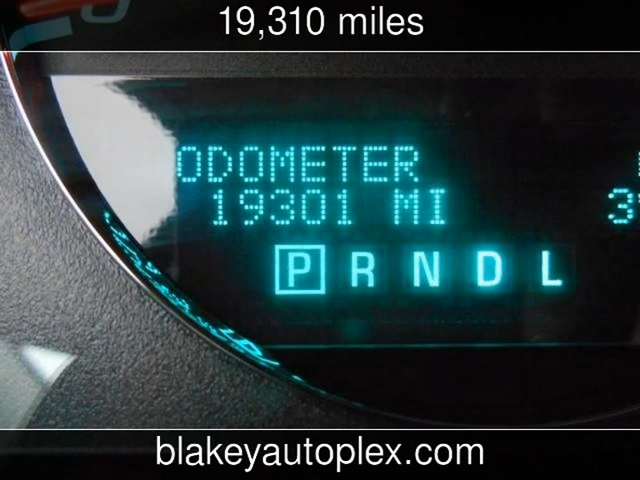 19,310 miles
ODOMETER
19301 MI
P R N D L
blakeyautoplex.com